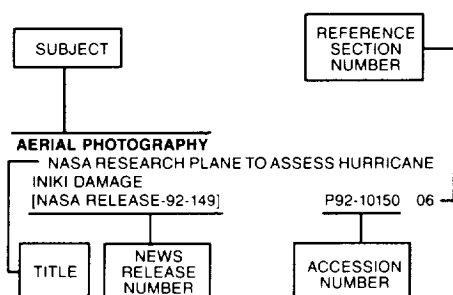 SUBJECT
REFERENCE
SECTION
NUMBER
AERIAL PHOTOGRAPHY
NASA RESEARCH PLANE TO ASSESS HURRICANE
INIKI DAMAGE
[NASA RELEASE-92-149] P92-10150 06
TITLE
NEWS
RELEASE
NUMBER
ACCESSION
NUMBER